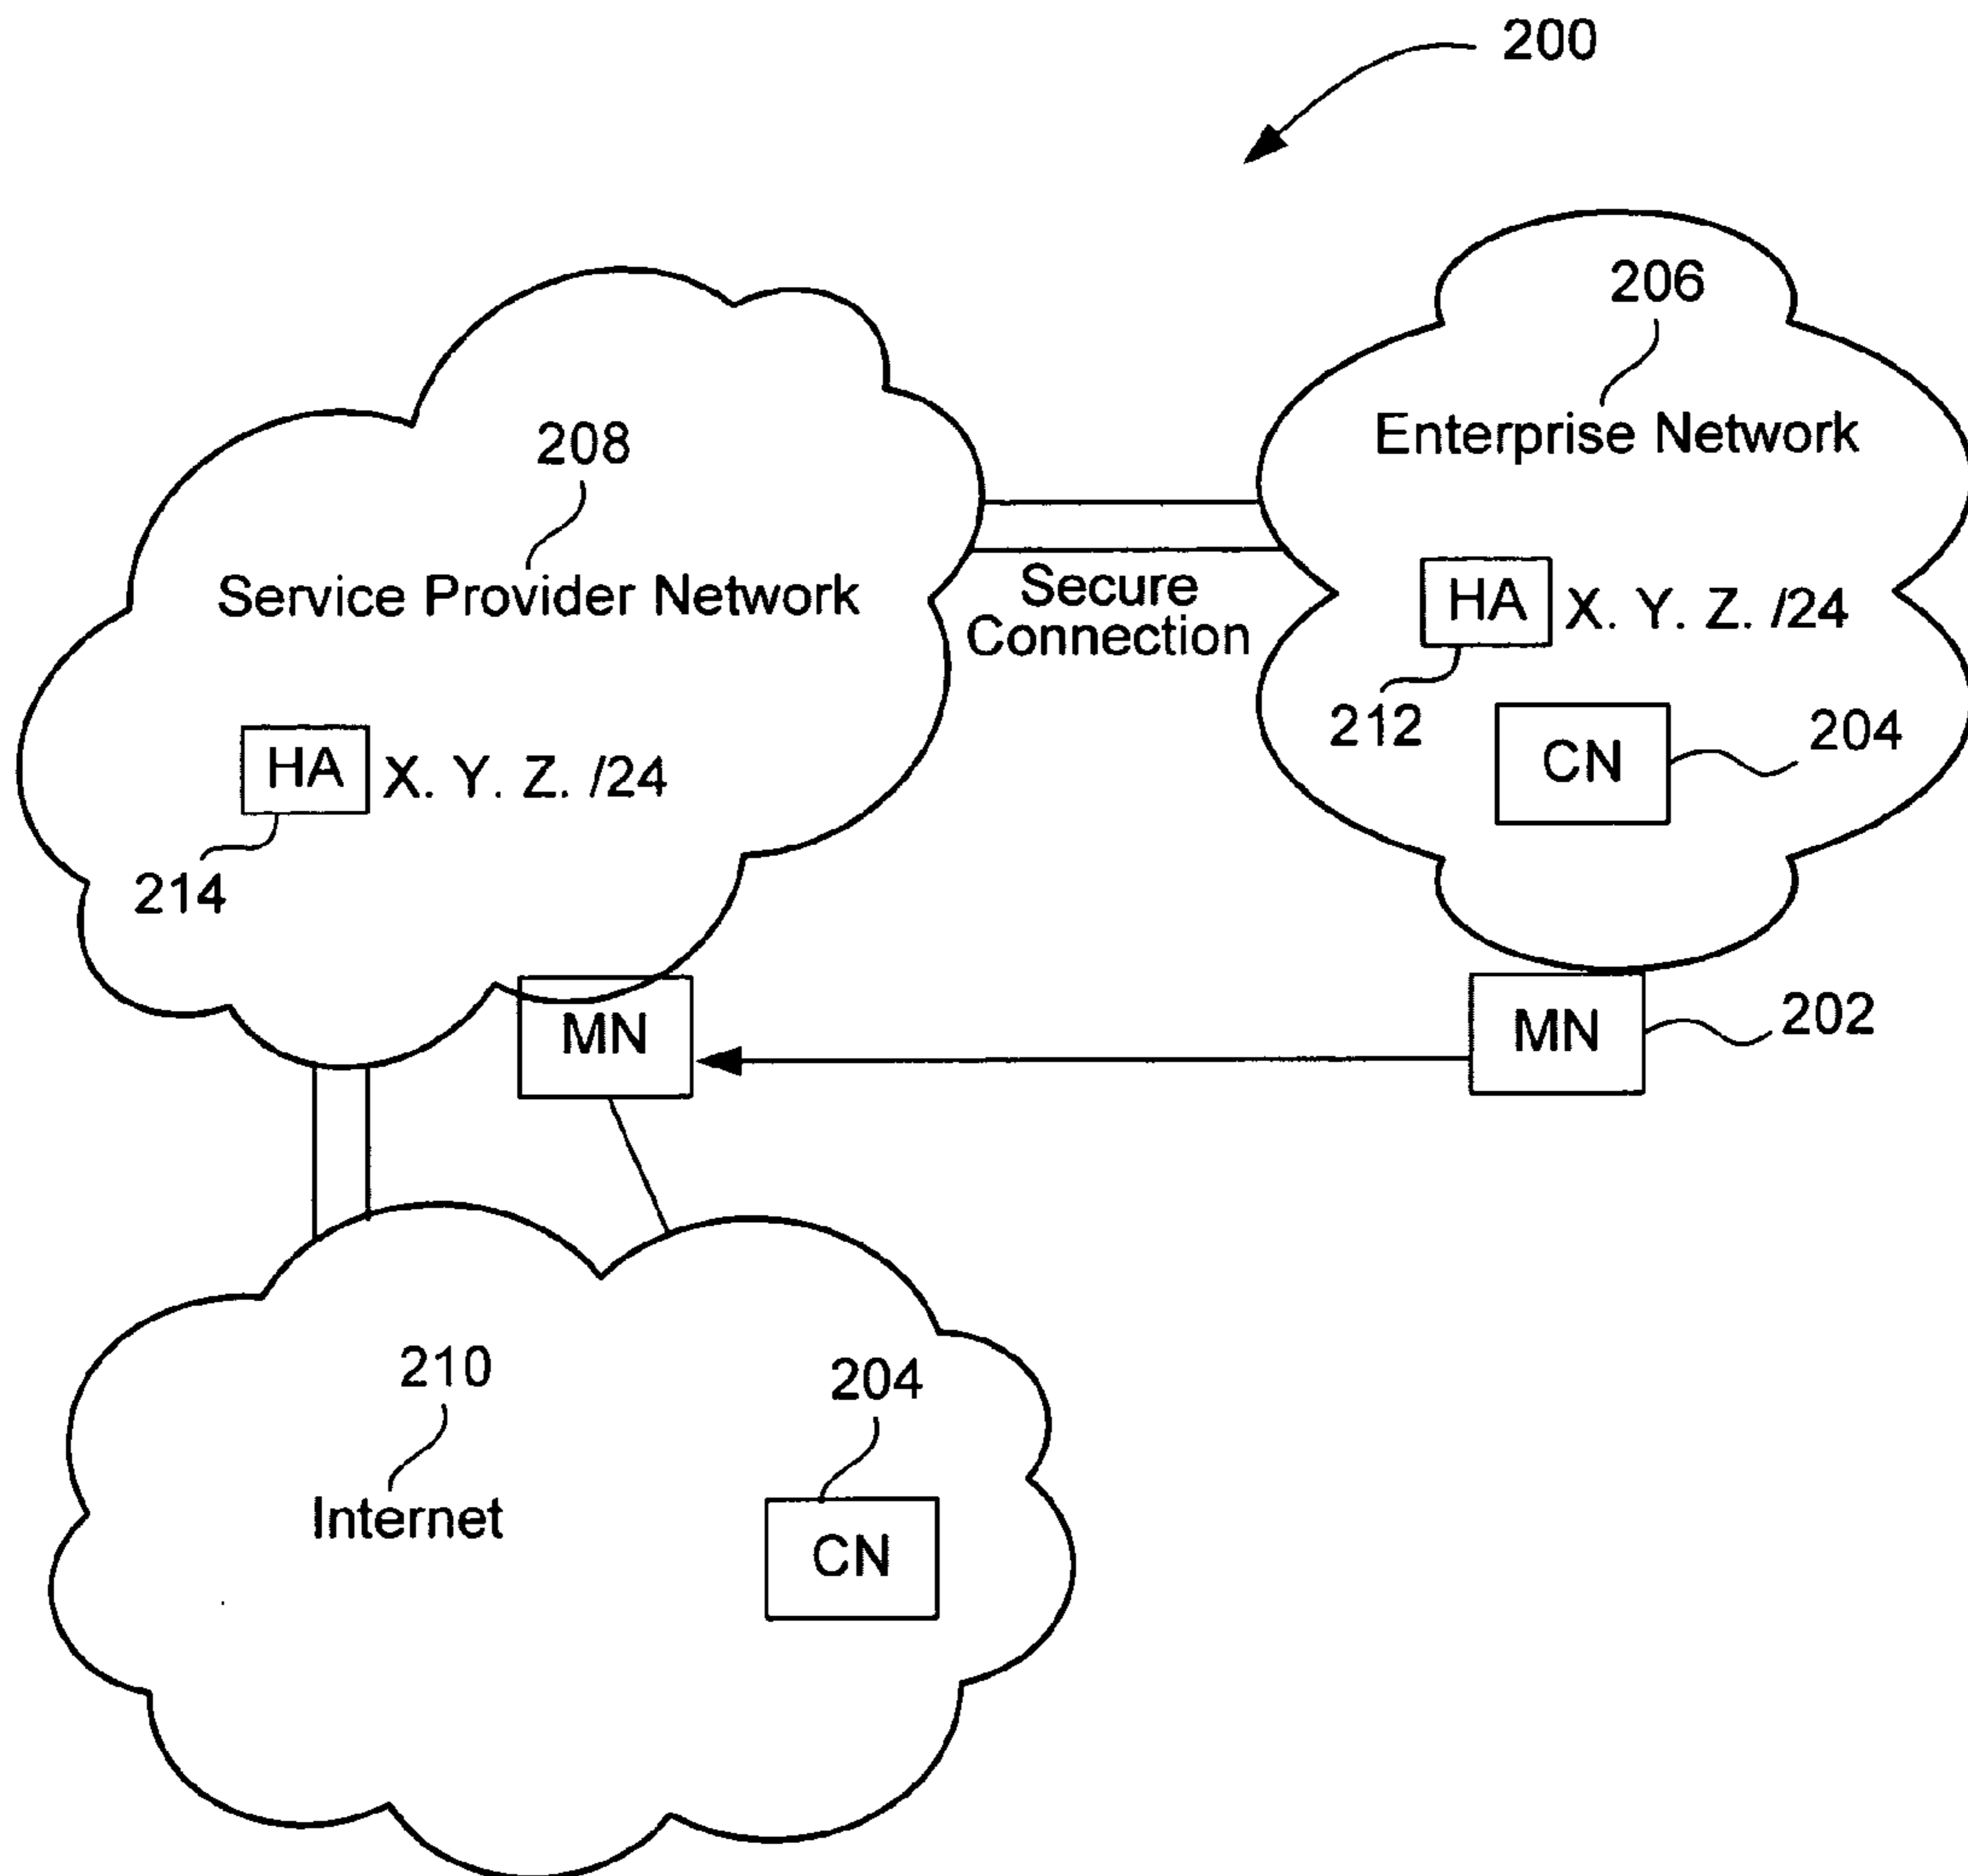 200
206
Enterprise Network
208
Service Provider Network
Secure
Connection
HA X. Y. Z. /24
212
CN
204
HA X. Y. Z. /24
214
MN
MN
202
210
Internet
204
CN